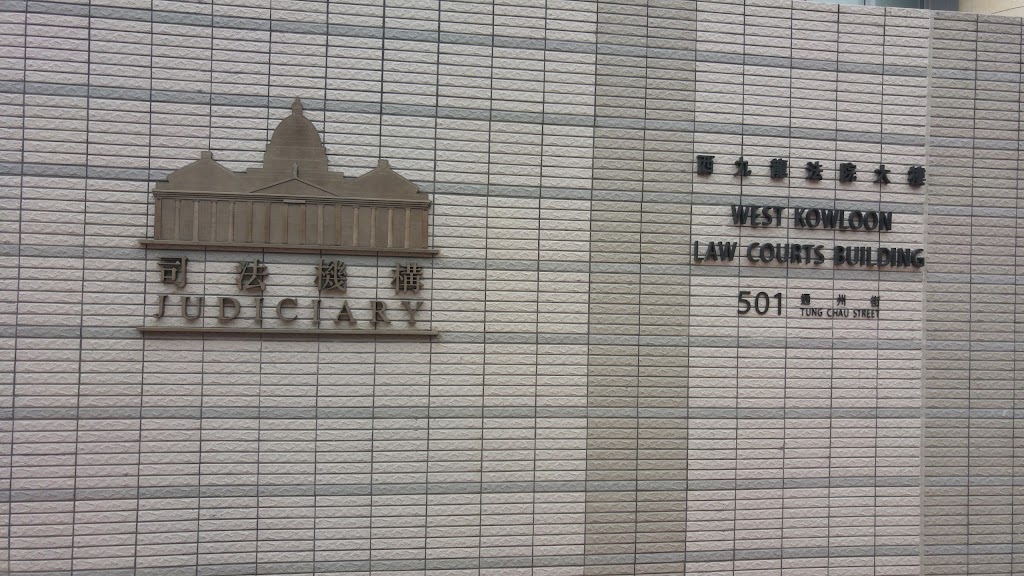 司法機構
JUDICIARY
西九龍法院大樓
WEST KOWLOON
LAW COURTS BUILDING
501 通州街
TUNG CHAU STREET